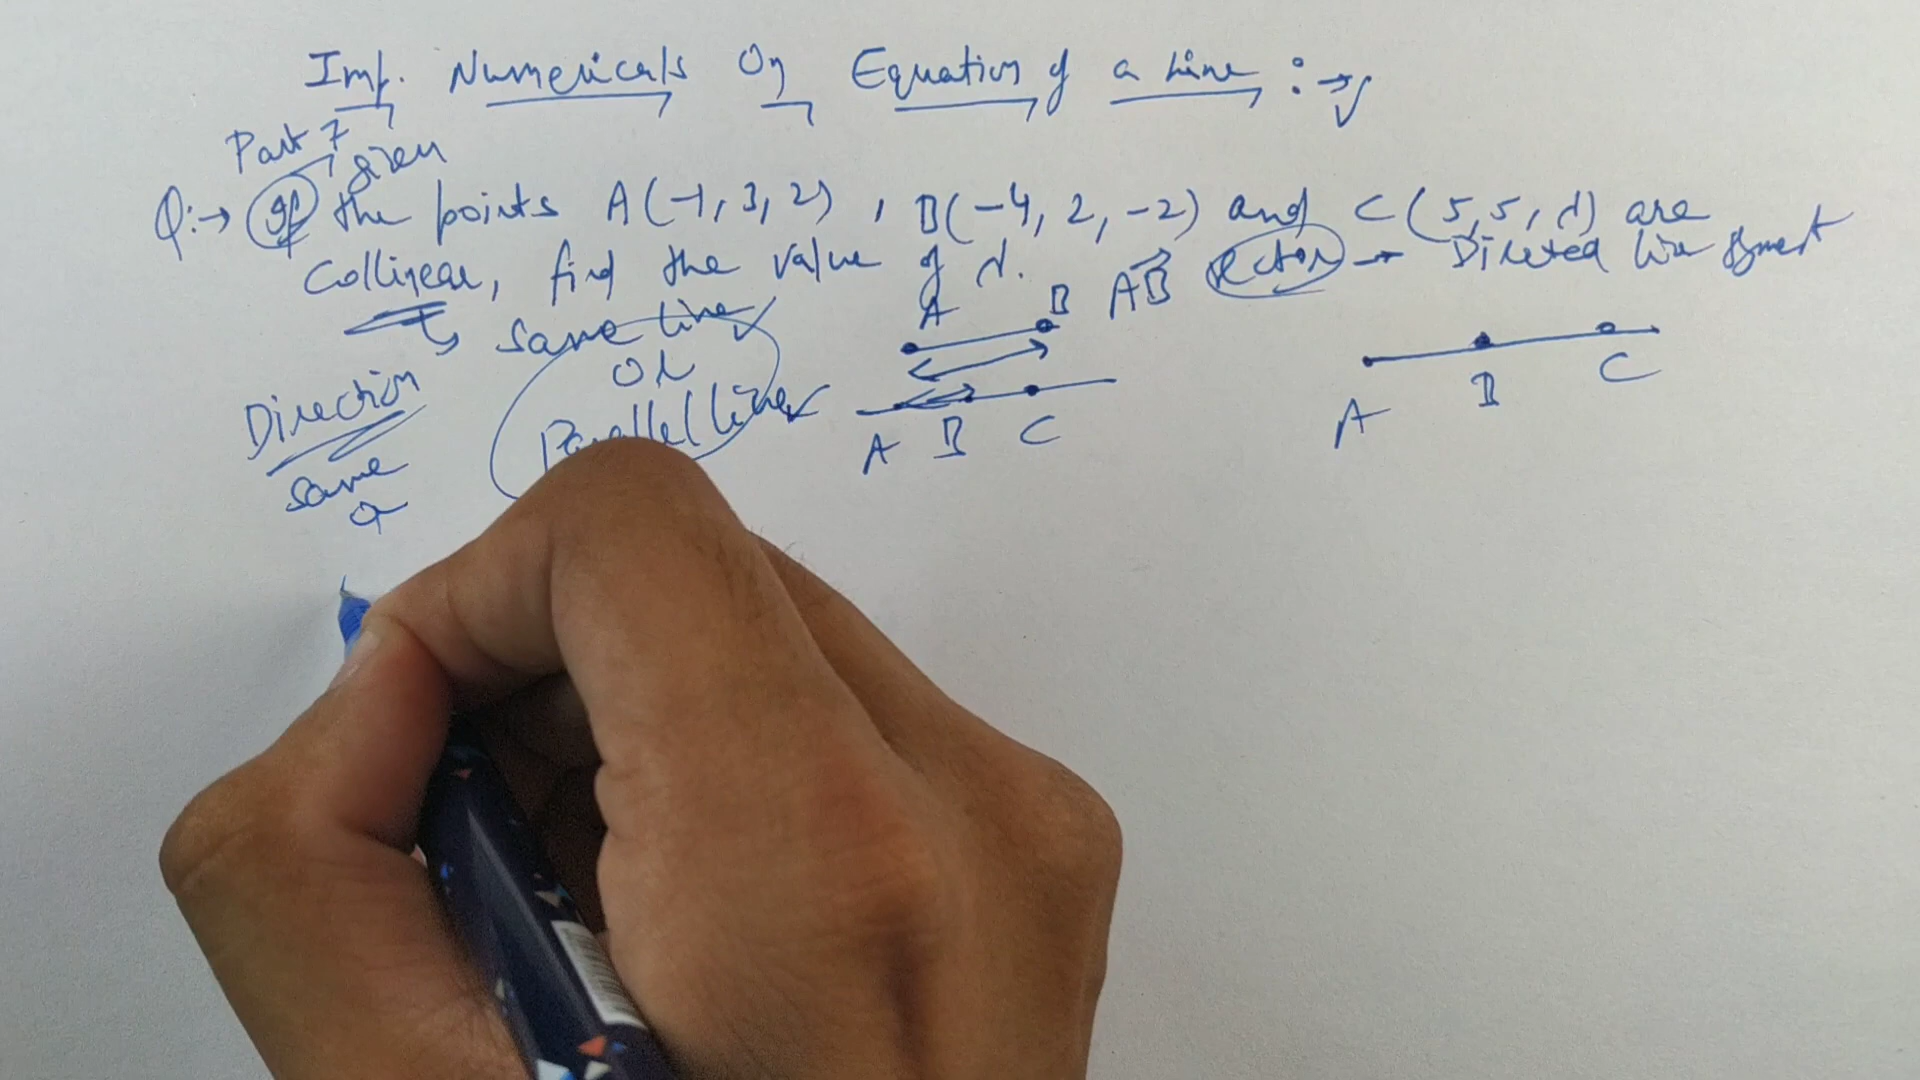 Imp. Numericals On Equation of a Line :→
Part 7
given
Q:→ If the points A(-1, 3, 2) , B(-4, 2, -2) and C(5, 5, λ) are
Collinear, find the value of λ.
AB Vector → Directed line segment
same line
or
Parallel line
Direction
same
or
A B
A B C
A B C